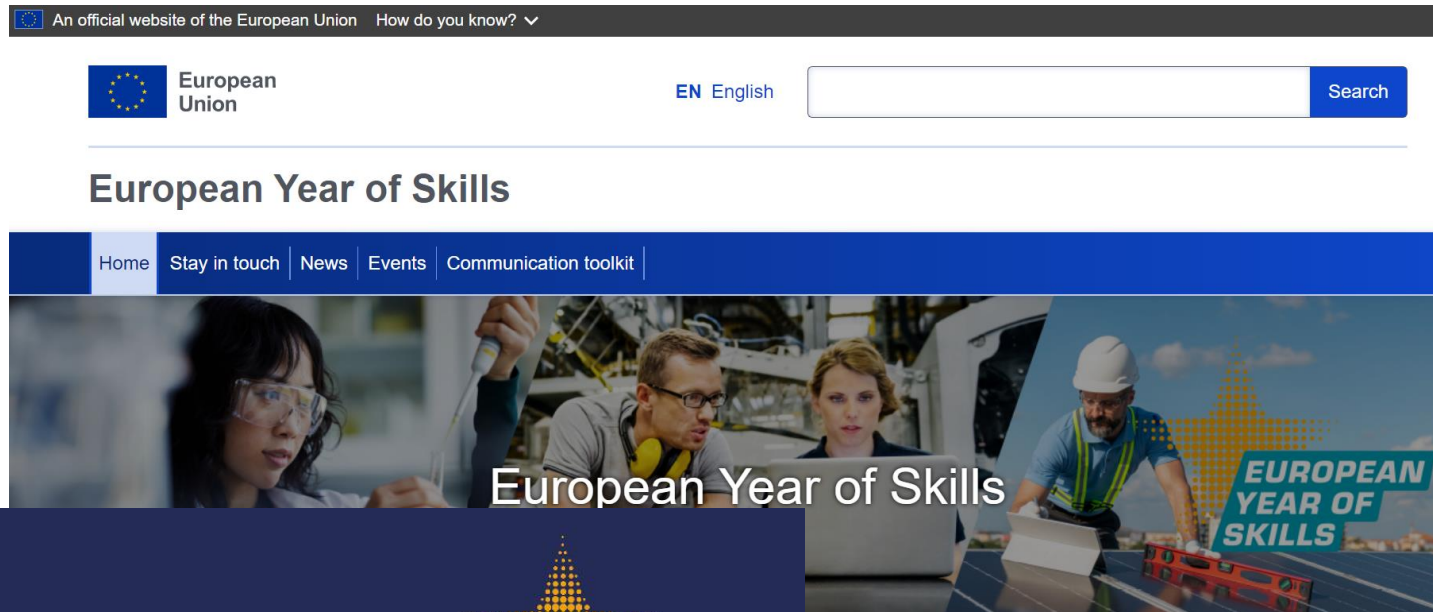 An official website of the European Union How do you know?
European
Union
EN English
Search
European Year of Skills
Home Stay in touch News Events Communication toolkit
European Year of Skills
EUROPEAN
YEAR OF
SKILLS